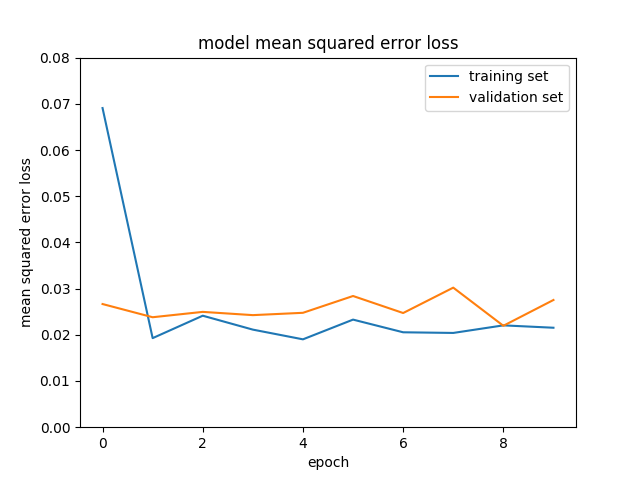 model mean squared error loss
training set
validation set
mean squared error loss
0.08
0.07
0.06
0.05
0.04
0.03
0.02
0.01
0.00
0 2 4 6 8
epoch